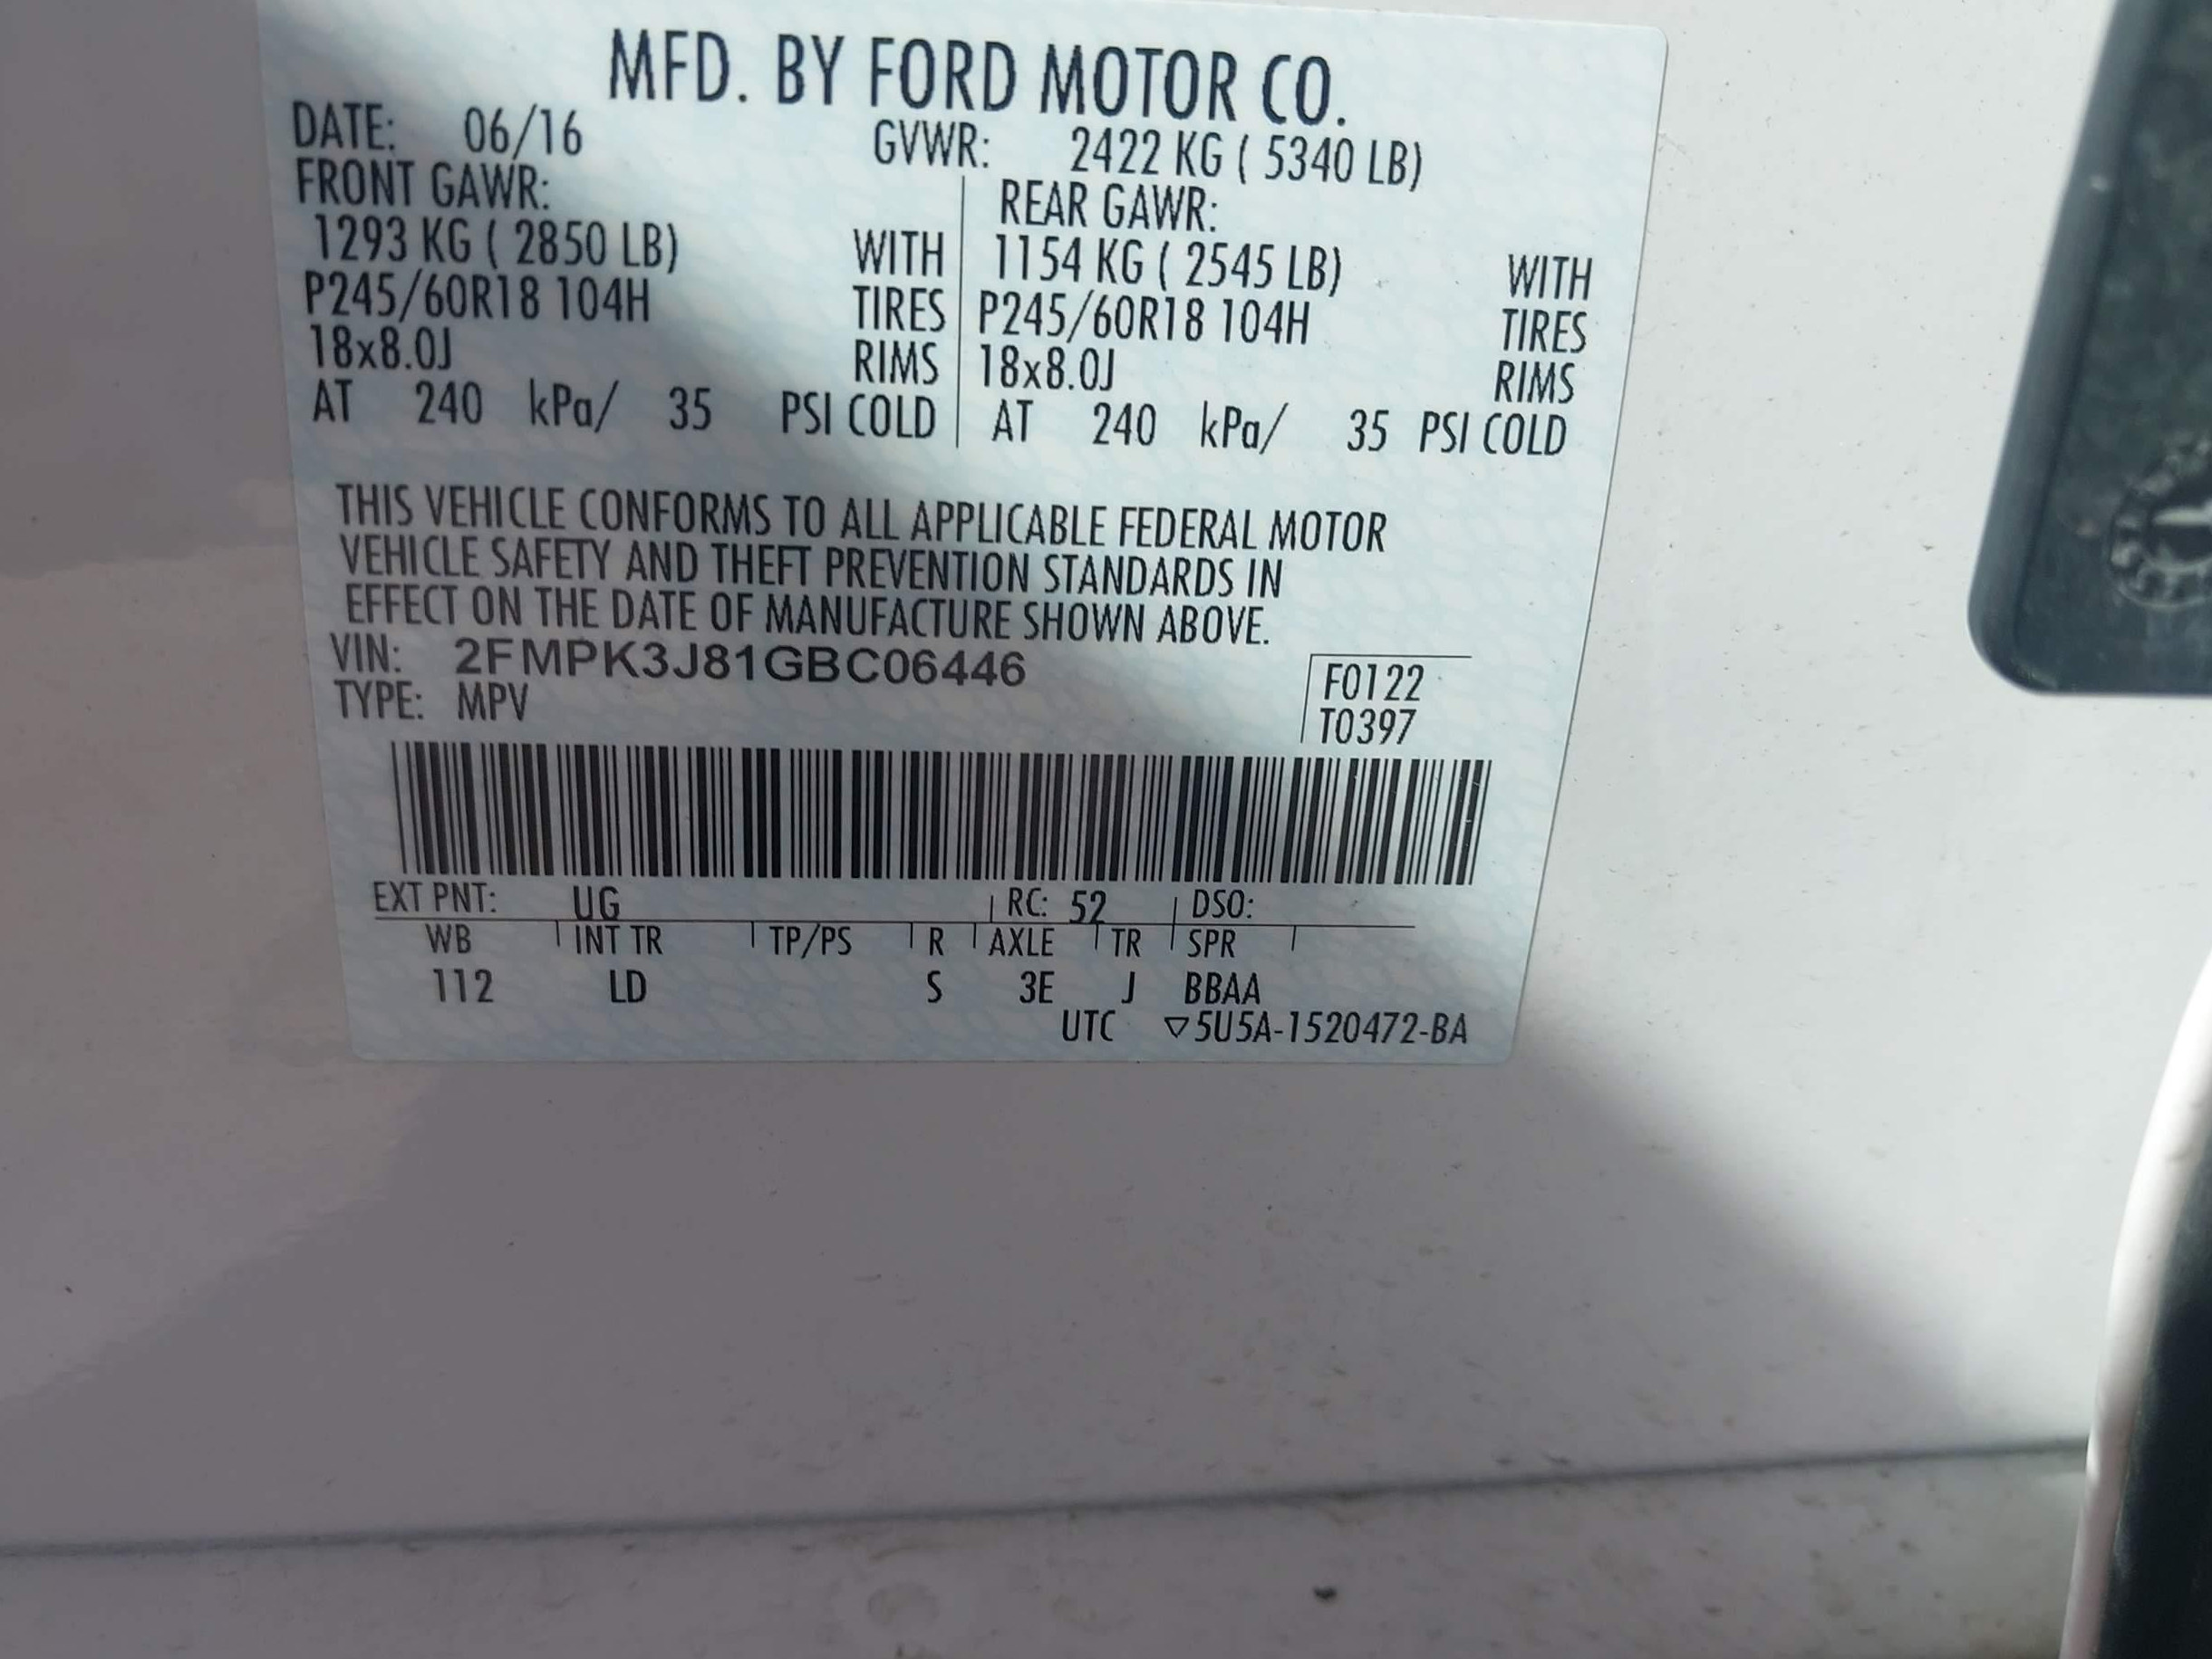 MFD. BY FORD MOTOR CO.
DATE: 06/16 GVWR: 2422 KG ( 5340 LB)
FRONT GAWR: REAR GAWR:
1293 KG ( 2850 LB) WITH 1154 KG ( 2545 LB) WITH
P245/60R18 104H TIRES P245/60R18 104H TIRES
18x8.0J RIMS 18x8.0J RIMS
AT 240 kPa/ 35 PSI COLD AT 240 kPa/ 35 PSI COLD
THIS VEHICLE CONFORMS TO ALL APPLICABLE FEDERAL MOTOR
VEHICLE SAFETY AND THEFT PREVENTION STANDARDS IN
EFFECT ON THE DATE OF MANUFACTURE SHOWN ABOVE.
VIN: 2FMPK3J81GBC06446
TYPE: MPV
F0122
T0397
EXT PNT: UG RC: 52 DSO:
WB INT TR TP/PS R AXLE TR SPR
112 LD S 3E J BBAA
UTC ▽5U5A-1520472-BA